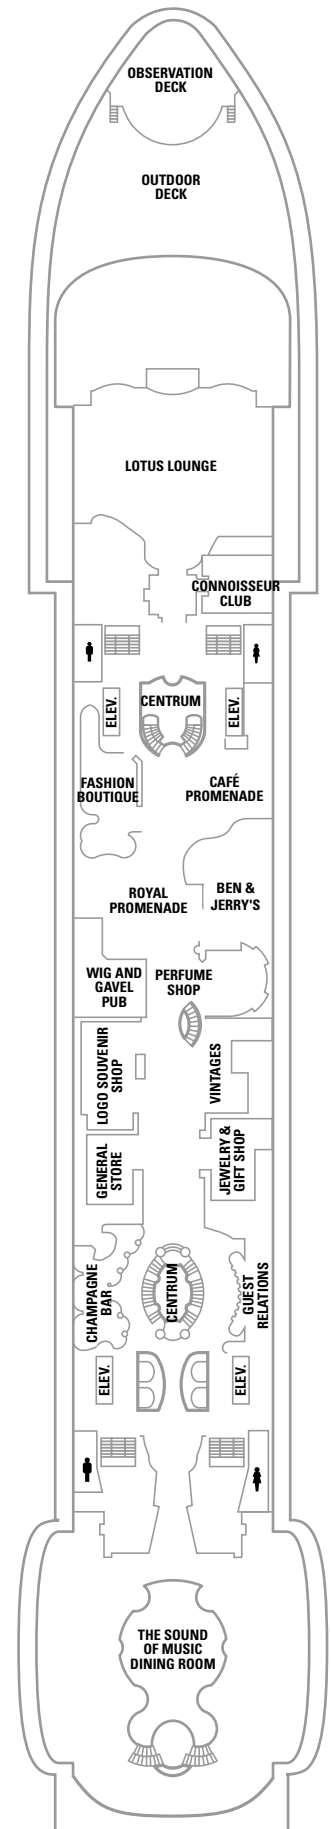 OBSERVATION
DECK
OUTDOOR
DECK
LOTUS LOUNGE
CONNOISSEUR
CLUB
ELEV.
CENTRUM
ELEV.
FASHION
BOUTIQUE
CAFÉ
PROMENADE
ROYAL
PROMENADE
BEN &
JERRY'S
WIG AND
GAVEL
PUB
PERFUME
SHOP
LOGO SOUVENIR
SHOP
VINTAGES
GENERAL
STORE
JEWELRY &
GIFT SHOP
CHAMPAGNE
BAR
CENTRUM
GUEST
RELATIONS
ELEV.
ELEV.
THE SOUND
OF MUSIC
DINING ROOM